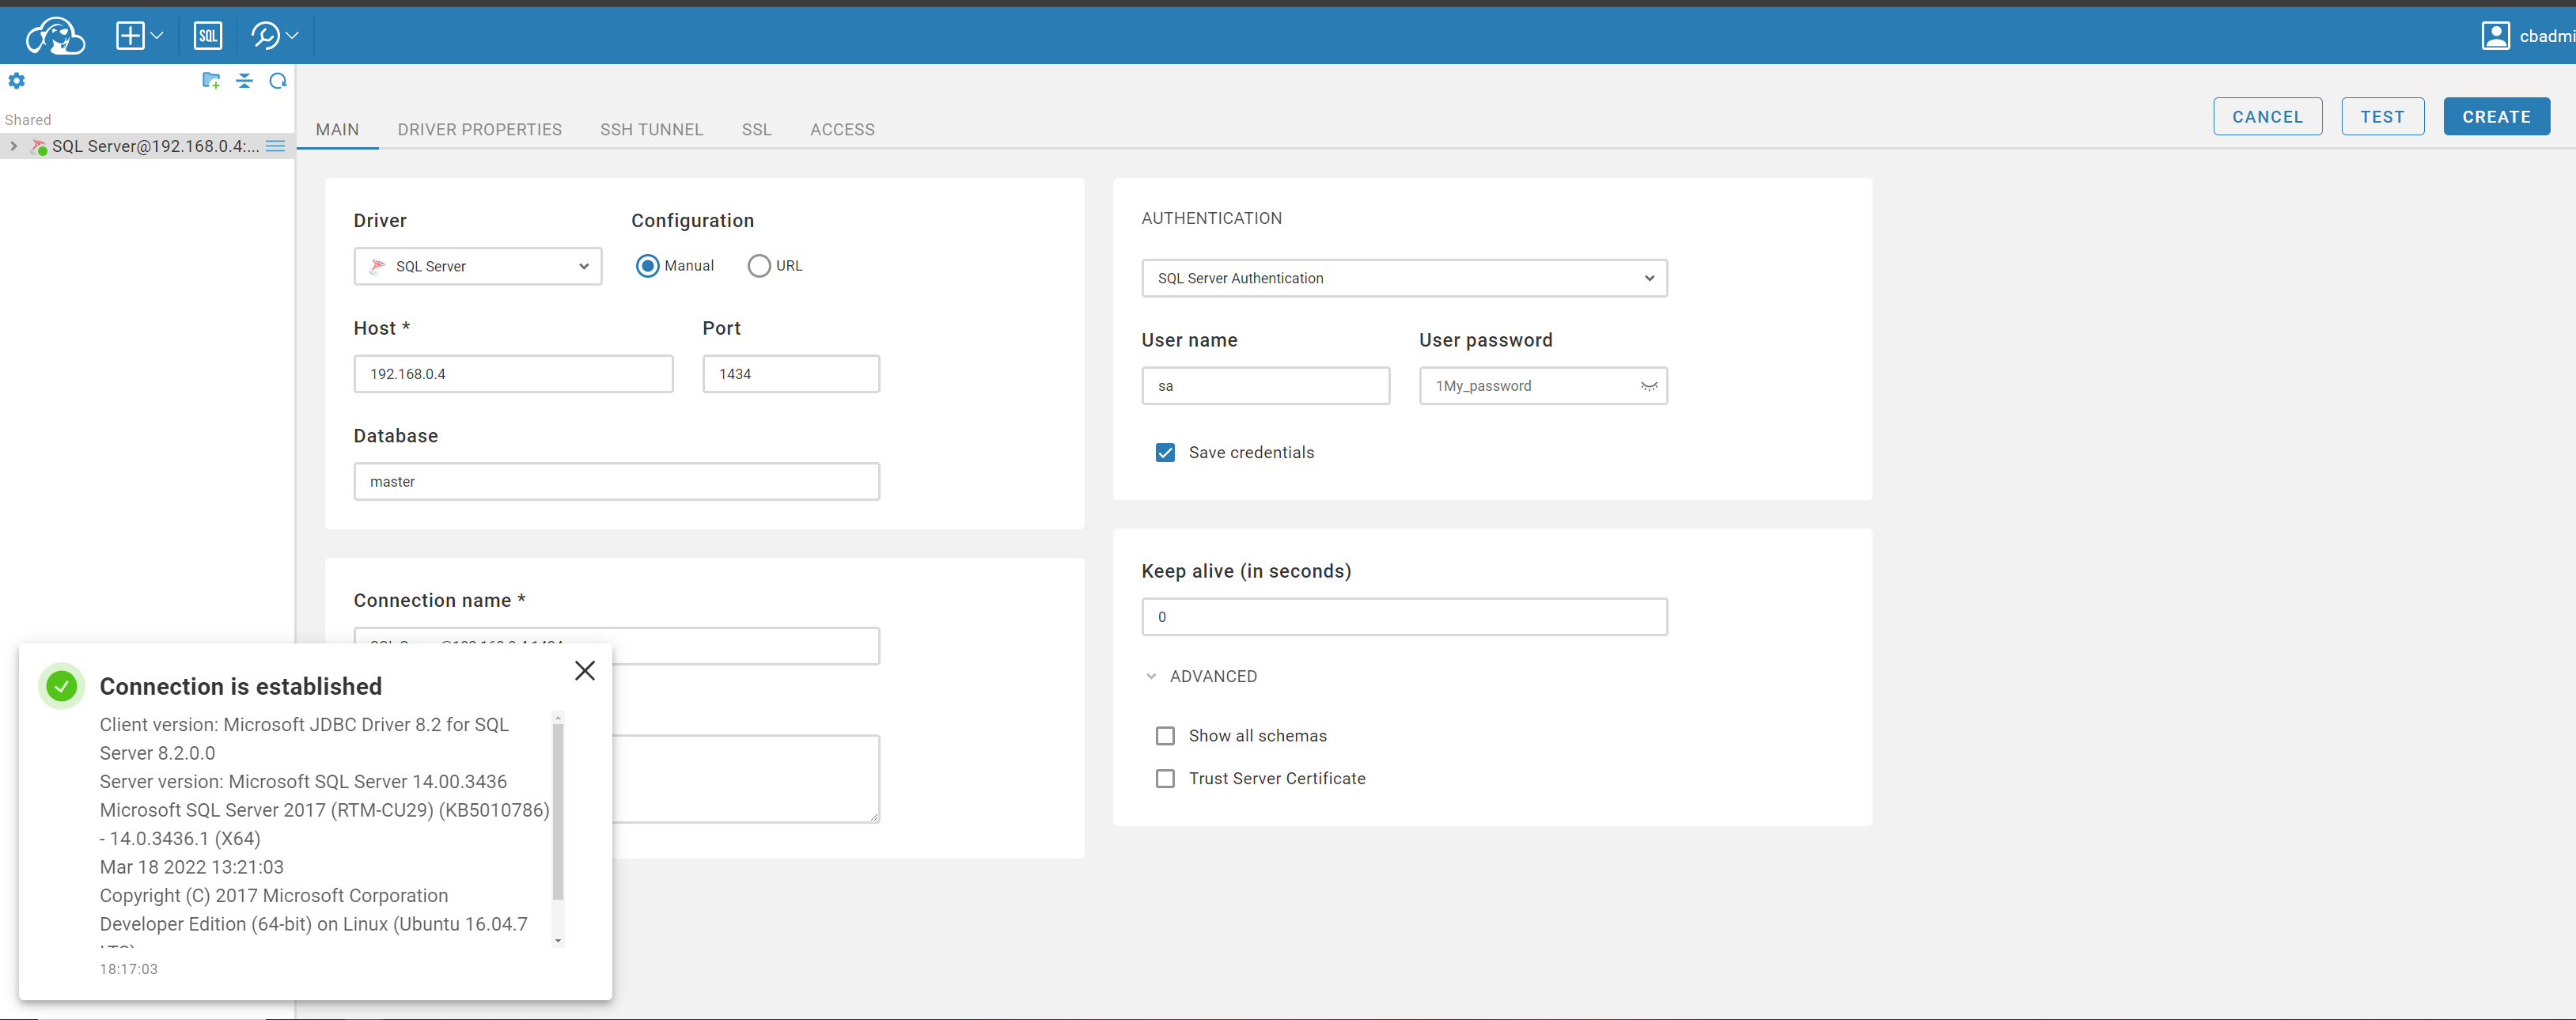 SQL
cbadmi
Shared
SQL Server@192.168.0.4:...
MAIN DRIVER PROPERTIES SSH TUNNEL SSL ACCESS
CANCEL TEST CREATE
Driver Configuration
SQL Server Manual URL
Host * Port
192.168.0.4 1434
Database
master
Connection name *
AUTHENTICATION
SQL Server Authentication
User name User password
sa 1My_password
Save credentials
Keep alive (in seconds)
0
ADVANCED
Show all schemas
Trust Server Certificate
Connection is established
Client version: Microsoft JDBC Driver 8.2 for SQL
Server 8.2.0.0
Server version: Microsoft SQL Server 14.00.3436
Microsoft SQL Server 2017 (RTM-CU29) (KB5010786)
- 14.0.3436.1 (X64)
Mar 18 2022 13:21:03
Copyright (C) 2017 Microsoft Corporation
Developer Edition (64-bit) on Linux (Ubuntu 16.04.7
18:17:03